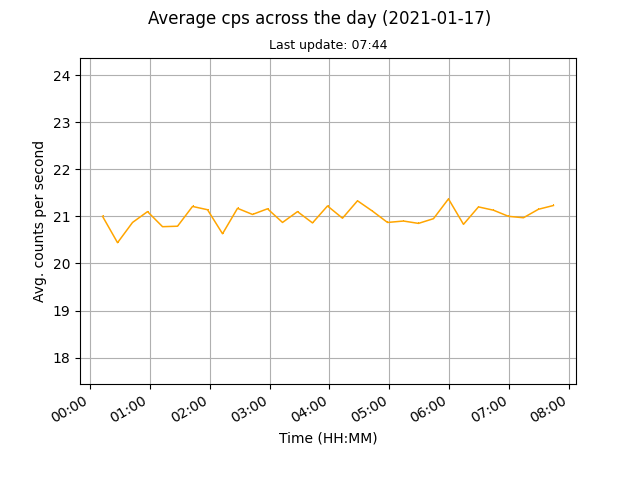 Average cps across the day (2021-01-17)
Last update: 07:44
Avg. counts per second
24
23
22
21
20
19
18
00:00 01:00 02:00 03:00 04:00 05:00 06:00 07:00 08:00
Time (HH:MM)